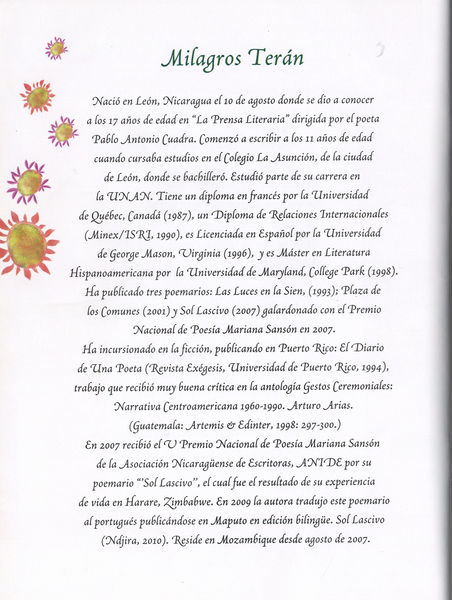 Milagros Terán
Nació en León, Nicaragua el 10 de agosto donde se dio a conocer
a los 17 años de edad en "La Prensa Literaria" dirigida por el poeta
Pablo Antonio Cuadra. Comenzó a escribir a los 11 años de edad
cuando cursaba estudios en el Colegio La Asunción, de la ciudad
de León, donde se bachilleró. Estudió parte de su carrera en
la UNAN. Tiene un diploma en francés por la Universidad
de Québec, Canadá (1987), un Diploma de Relaciones Internacionales
(Minex/ISRI, 1990), es Licenciada en Español por la Universidad
de George Mason, Virginia (1996), y es Máster en Literatura
Hispanoamericana por la Universidad de Maryland, College Park (1998).
Ha publicado tres poemarios: Las Luces en la Sien, (1993); Plaza de
los Comunes (2001) y Sol Lascivo (2007) galardonado con el Premio
Nacional de Poesía Mariana Sansón en 2007.
Ha incursionado en la ficción, publicando en Puerto Rico: El Diario
de Una Poeta (Revista Exégesis, Universidad de Puerto Rico, 1994),
trabajo que recibió muy buena crítica en la antología Gestos Ceremoniales:
Narrativa Centroamericana 1960-1990. Arturo Arias.
(Guatemala: Artemis & Edinter, 1998: 297-300.)
En 2007 recibió el V Premio Nacional de Poesía Mariana Sansón
de la Asociación Nicaragüense de Escritoras, ANIDE por su
poemario "'Sol Lascivo", el cual fue el resultado de su experiencia
de vida en Harare, Zimbabwe. En 2009 la autora tradujo este poemario
al portugués publicándose en Maputo en edición bilingüe. Sol Lascivo
(Ndjira, 2010). Reside en Mozambique desde agosto de 2007.